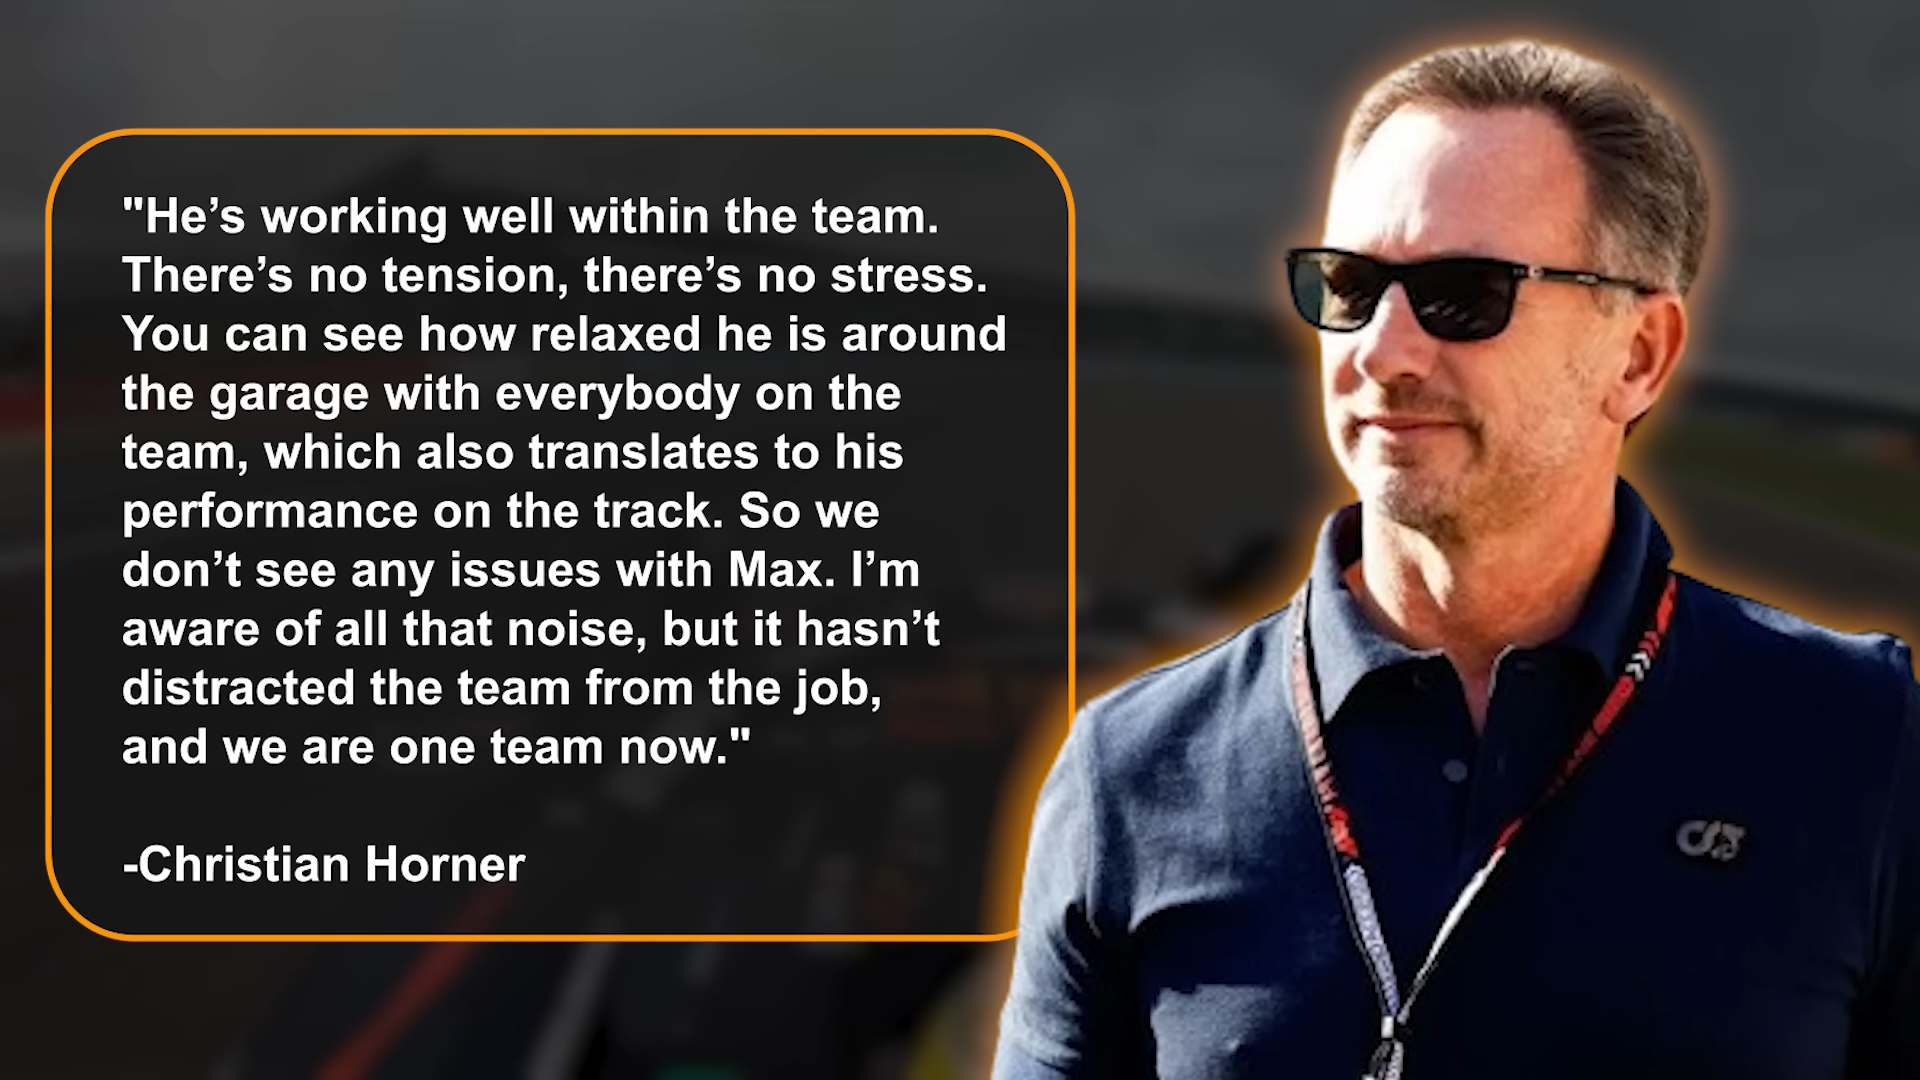 "He’s working well within the team.
There’s no tension, there’s no stress.
You can see how relaxed he is around
the garage with everybody on the
team, which also translates to his
performance on the track. So we
don’t see any issues with Max. I’m
aware of all that noise, but it hasn’t
distracted the team from the job,
and we are one team now."
-Christian Horner